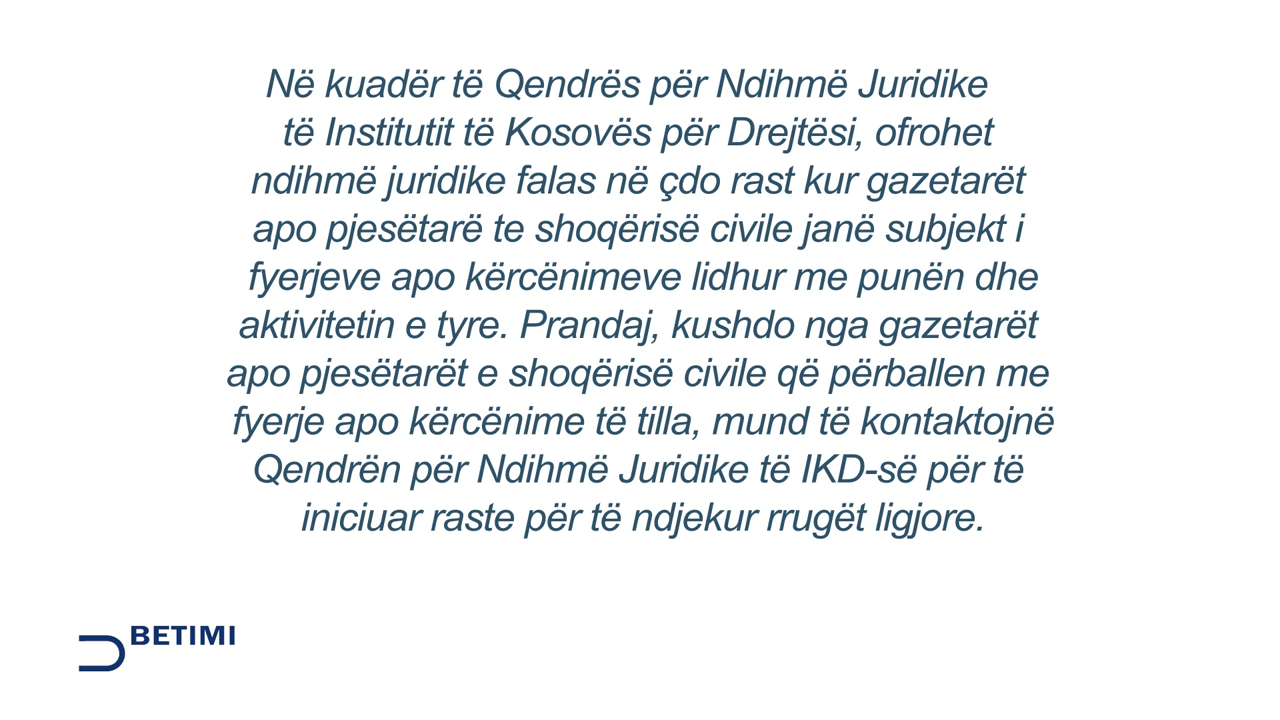 Në kuadër të Qendrës për Ndihmë Juridike
të Institutit të Kosovës për Drejtësi, ofrohet
ndihmë juridike falas në çdo rast kur gazetarët
apo pjesëtarë te shoqërisë civile janë subjekt i
fyerjeve apo kërcënimeve lidhur me punën dhe
aktivitetin e tyre. Prandaj, kushdo nga gazetarët
apo pjesëtarët e shoqërisë civile që përballen me
fyerje apo kërcënime të tilla, mund të kontaktojnë
Qendrën për Ndihmë Juridike të IKD-së për të
iniciuar raste për të ndjekur rrugët ligjore.
BETIMI